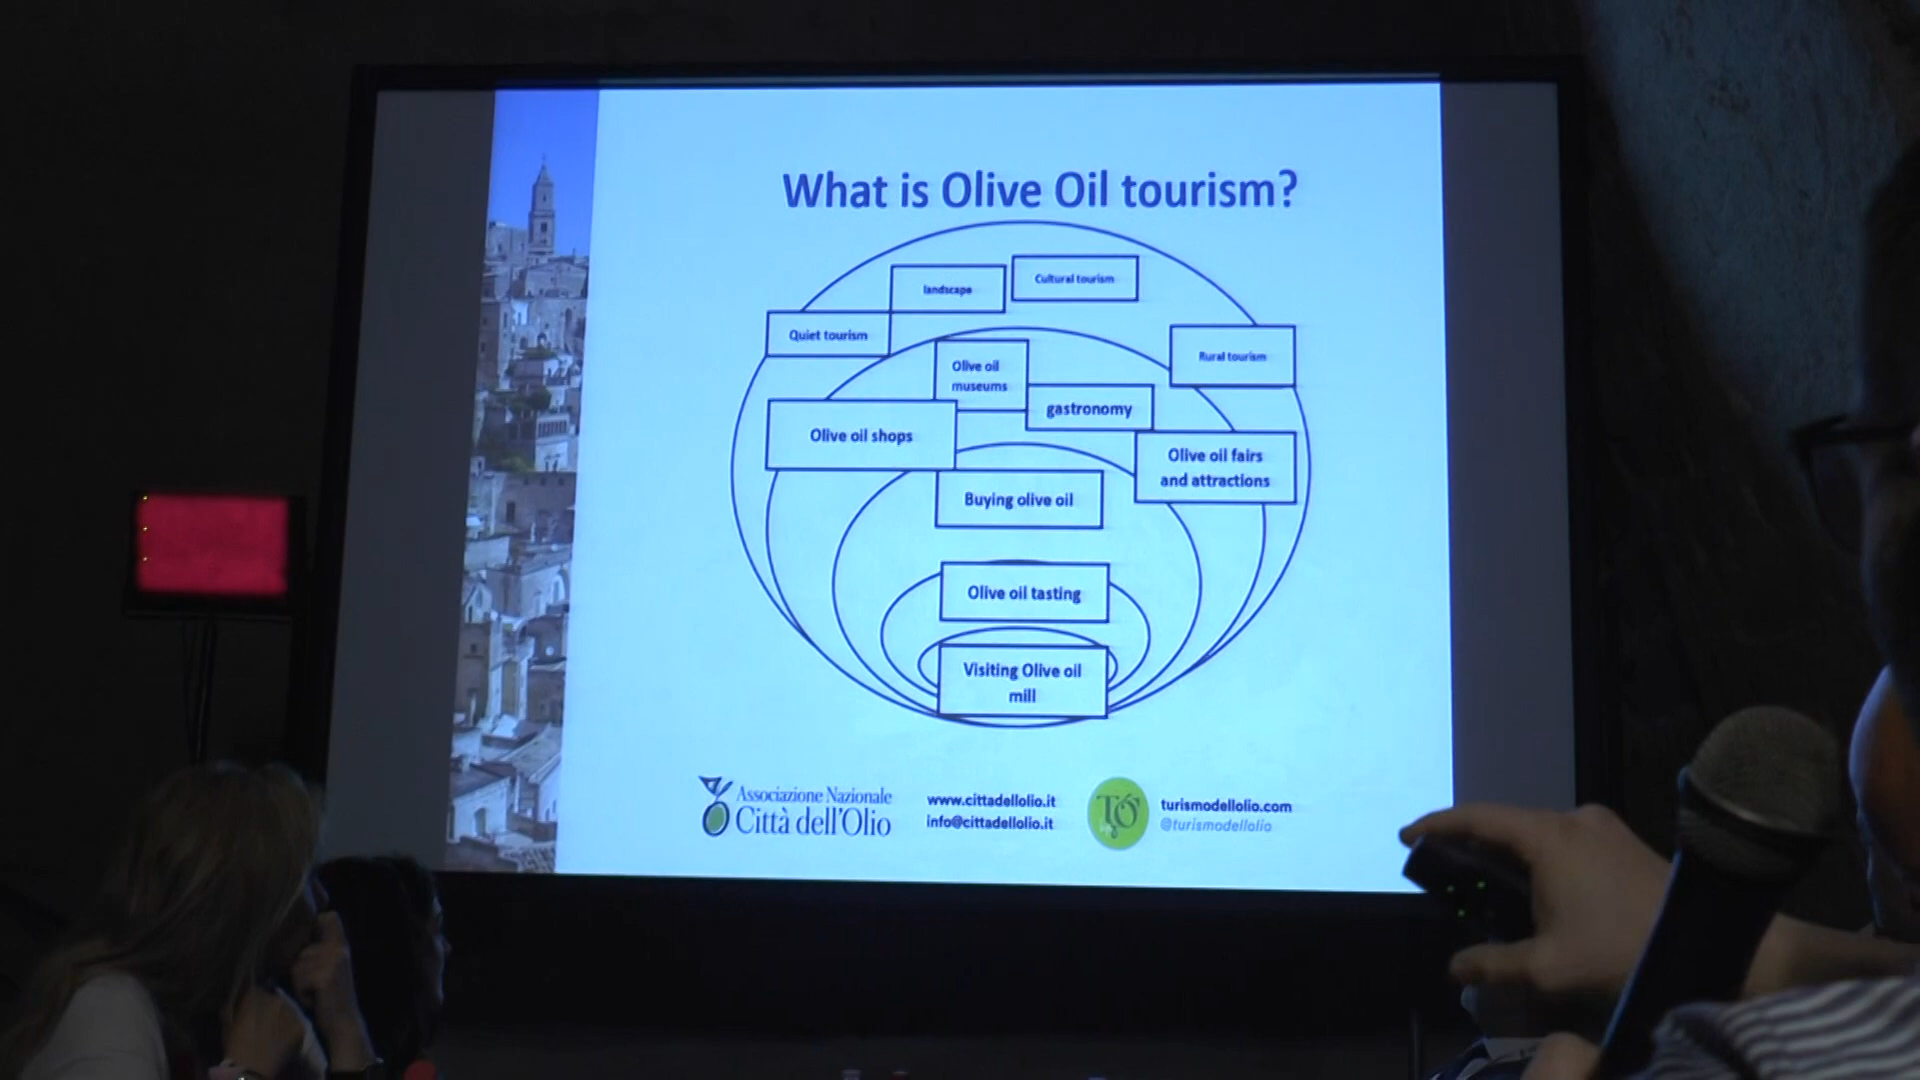 What is Olive Oil tourism?
landscape
Cultural tourism
Quiet tourism
Rural tourism
Olive oil
museums
gastronomy
Olive oil shops
Olive oil fairs
and attractions
Buying olive oil
Olive oil tasting
Visiting Olive oil
mill
Associazione Nazionale
Città dell'Olio
www.cittadellolio.it
info@cittadellolio.it
TO
turismodellolio.com
@turismodellolio